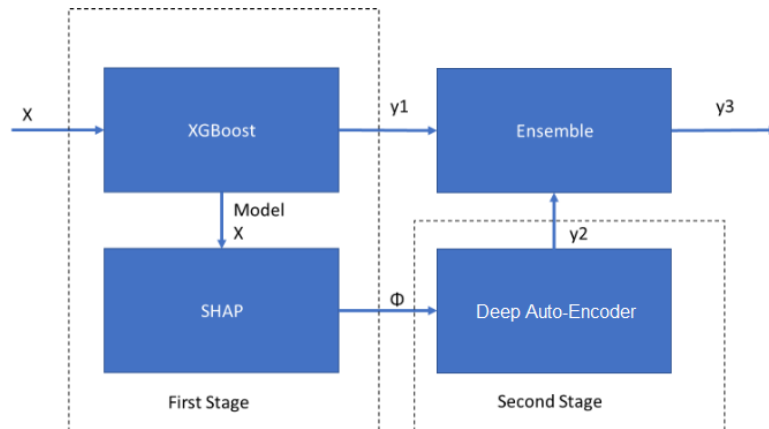 X
XGBoost
y1
Ensemble
y3
Model
X
y2
SHAP
Φ
Deep Auto-Encoder
First Stage
Second Stage